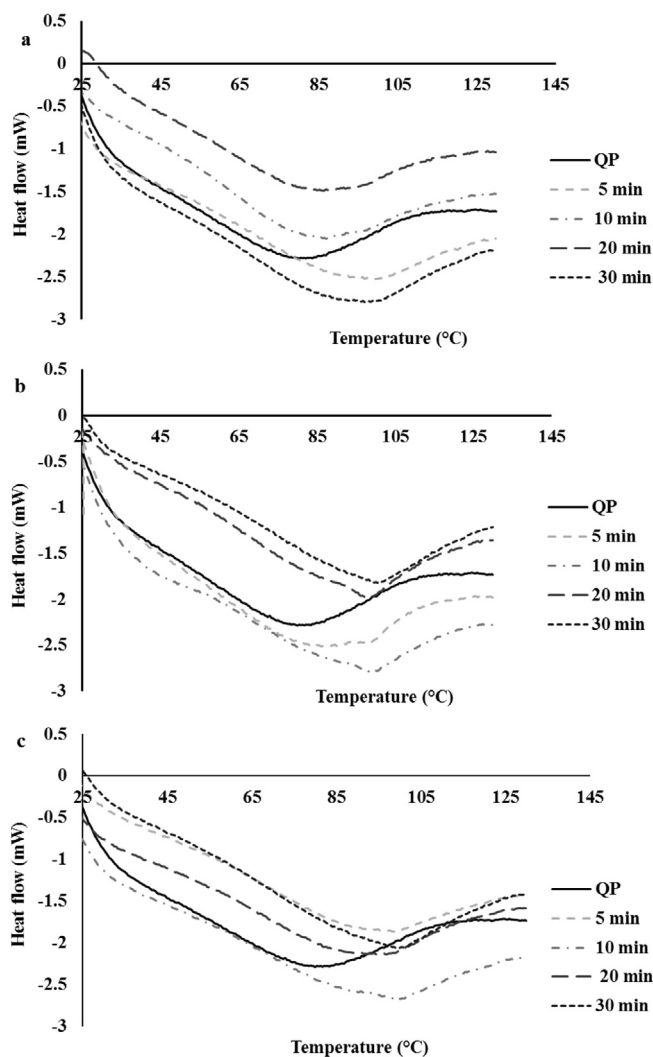 a
0.5
0
25 45 65 85 105 125 145
-0.5
-1
-1.5
-2
-2.5
-3
Heat flow (mW)
Temperature (°C)
QP
5 min
10 min
20 min
30 min
b
0.5
0
25 45 65 85 105 125 145
-0.5
-1
-1.5
-2
-2.5
-3
Heat flow (mW)
Temperature (°C)
QP
5 min
10 min
20 min
30 min
c
0.5
0
25 45 65 85 105 125 145
-0.5
-1
-1.5
-2
-2.5
-3
Heat flow (mW)
Temperature (°C)
QP
5 min
10 min
20 min
30 min